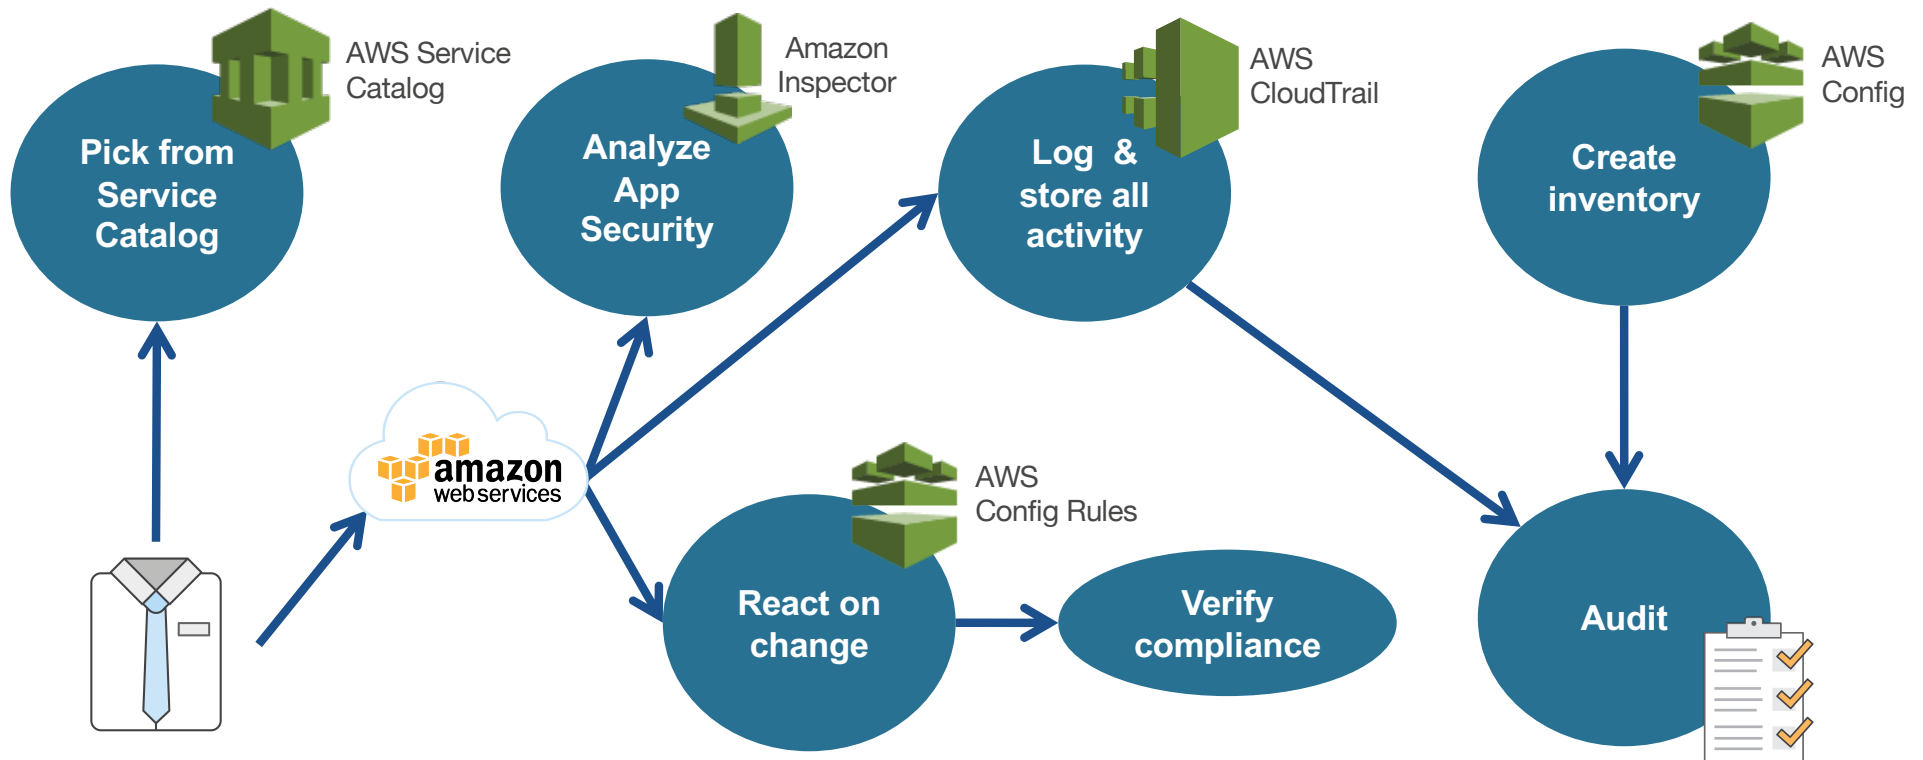 AWS Service
Catalog
Pick from
Service
Catalog
Amazon
Inspector
Analyze
App
Security
AWS
CloudTrail
Log &
store all
activity
AWS
Config
Create
inventory
amazon
web services
AWS
Config Rules
React on
change
Verify
compliance
Audit